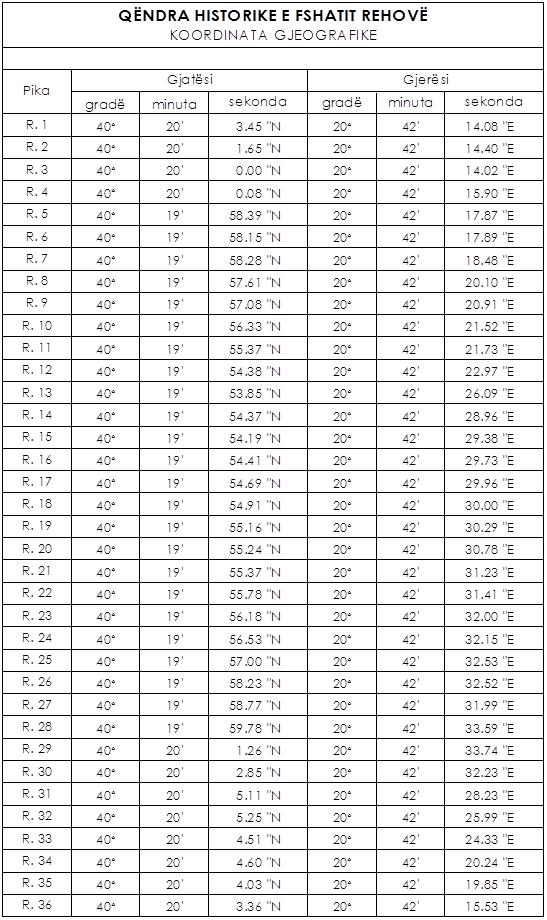 QËNDRA HISTORIKE E FSHATIT REHOVË
KOORDINATA GJEOGRAFIKE
Pika Gjatësi Gjerësi
gradë minuta sekonda gradë minuta sekonda
R. 1 40° 20' 3.45 "N 20° 42' 14.08 "E
R. 2 40° 20' 1.65 "N 20° 42' 14.40 "E
R. 3 40° 20' 0.00 "N 20° 42' 14.02 "E
R. 4 40° 20' 0.08 "N 20° 42' 15.90 "E
R. 5 40° 19' 58.39 "N 20° 42' 17.87 "E
R. 6 40° 19' 58.15 "N 20° 42' 17.89 "E
R. 7 40° 19' 58.28 "N 20° 42' 18.48 "E
R. 8 40° 19' 57.61 "N 20° 42' 20.10 "E
R. 9 40° 19' 57.08 "N 20° 42' 20.91 "E
R. 10 40° 19' 56.33 "N 20° 42' 21.52 "E
R. 11 40° 19' 55.37 "N 20° 42' 21.73 "E
R. 12 40° 19' 54.38 "N 20° 42' 22.97 "E
R. 13 40° 19' 53.85 "N 20° 42' 26.09 "E
R. 14 40° 19' 54.37 "N 20° 42' 28.96 "E
R. 15 40° 19' 54.19 "N 20° 42' 29.38 "E
R. 16 40° 19' 54.41 "N 20° 42' 29.73 "E
R. 17 40° 19' 54.69 "N 20° 42' 29.96 "E
R. 18 40° 19' 54.91 "N 20° 42' 30.00 "E
R. 19 40° 19' 55.16 "N 20° 42' 30.29 "E
R. 20 40° 19' 55.24 "N 20° 42' 30.78 "E
R. 21 40° 19' 55.37 "N 20° 42' 31.23 "E
R. 22 40° 19' 55.78 "N 20° 42' 31.41 "E
R. 23 40° 19' 56.18 "N 20° 42' 32.00 "E
R. 24 40° 19' 56.53 "N 20° 42' 32.15 "E
R. 25 40° 19' 57.00 "N 20° 42' 32.53 "E
R. 26 40° 19' 58.23 "N 20° 42' 32.52 "E
R. 27 40° 19' 58.77 "N 20° 42' 31.99 "E
R. 28 40° 19' 59.78 "N 20° 42' 33.59 "E
R. 29 40° 20' 1.26 "N 20° 42' 33.74 "E
R. 30 40° 20' 2.85 "N 20° 42' 32.23 "E
R. 31 40° 20' 5.11 "N 20° 42' 28.23 "E
R. 32 40° 20' 5.25 "N 20° 42' 25.99 "E
R. 33 40° 20' 4.51 "N 20° 42' 24.33 "E
R. 34 40° 20' 4.60 "N 20° 42' 20.24 "E
R. 35 40° 20' 4.03 "N 20° 42' 19.85 "E
R. 36 40° 20' 3.36 "N 20° 42' 15.53 "E